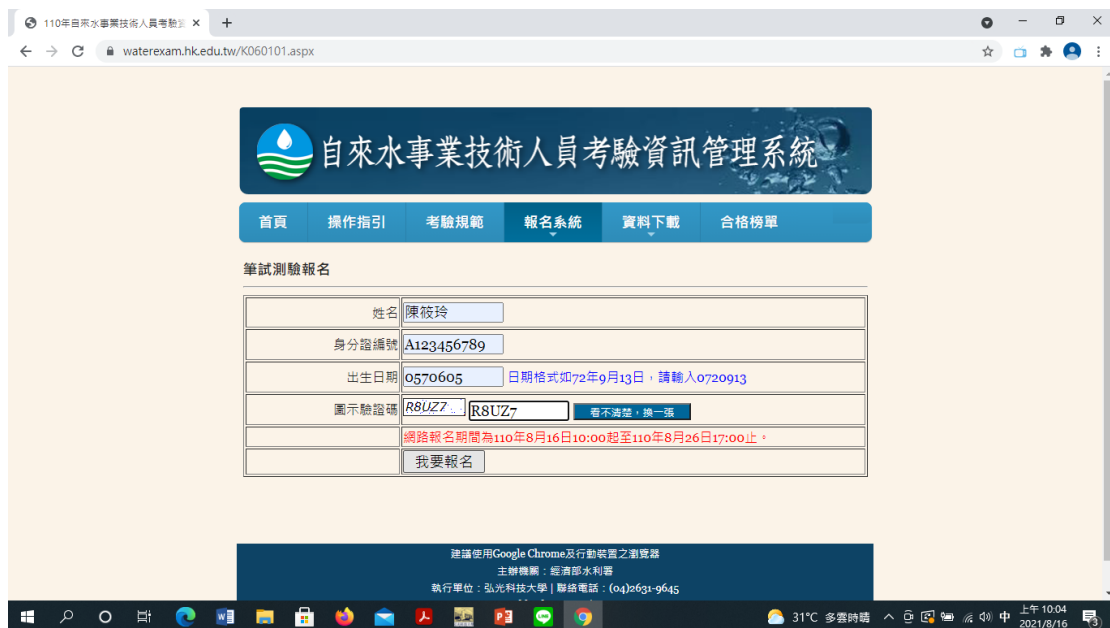 110年自來水事業技術人員考驗資
waterexam.hk.edu.tw/K060101.aspx
自來水事業技術人員考驗資訊管理系統
首頁 操作指引 考驗規範 報名系統 資料下載 合格榜單
筆試測驗報名
姓名 陳筱玲
身分證編號 A123456789
出生日期 0570605 日期格式如72年9月13日，請輸入0720913
圖示驗證碼 R8UZ7 R8UZ7 看不清楚，換一張
網路報名期間為110年8月16日10:00起至110年8月26日17:00止。
我要報名
建議使用Google Chrome及行動裝置之瀏覽器
主辦機關：經濟部水利署
執行單位：弘光科技大學 | 聯絡電話：(04)2631-9645
31°C 多雲時晴 中 上午 10:04
2021/8/16